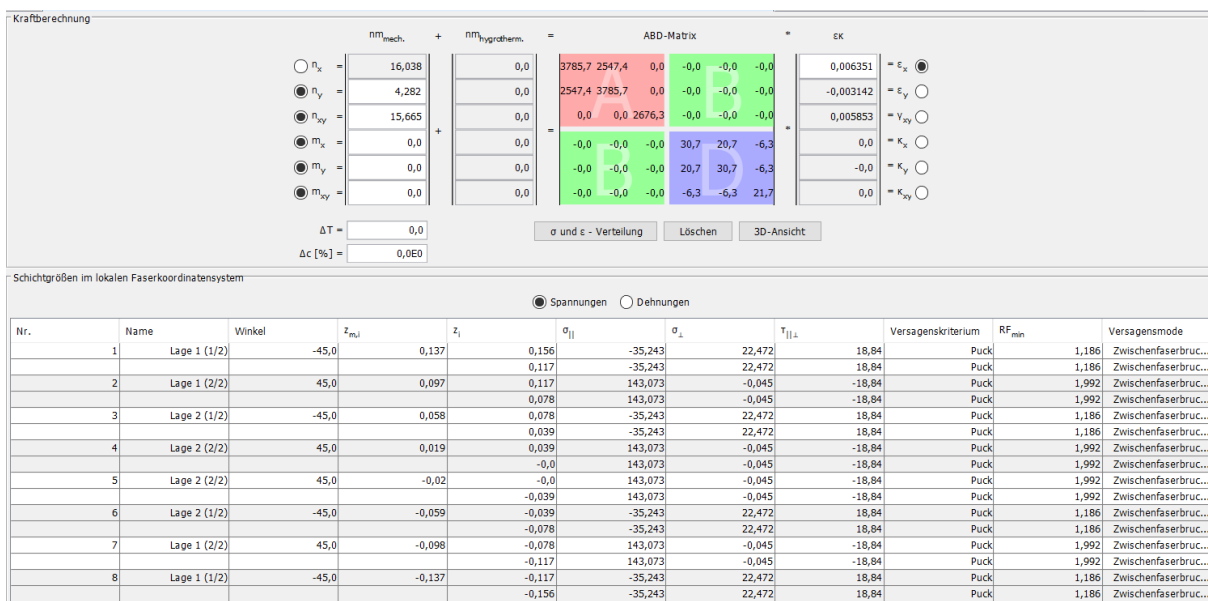 Kraftberechnung
nm mech. + nm hygrotherm. = ABD-Matrix * εκ
n x = 16,038 0,0 3785,7 2547,4 0,0 -0,0 -0,0 -0,0 0,006351 = ε x
n y = 4,282 0,0 2547,4 3785,7 0,0 -0,0 -0,0 -0,0 -0,003142 = ε y
n xy = 15,665 0,0 0,0 0,0 2676,3 -0,0 -0,0 -0,0 0,005853 = γ xy
A B
+ = *
m x = 0,0 0,0 -0,0 -0,0 -0,0 30,7 20,7 -6,3 0,0 = κ x
m y = 0,0 0,0 -0,0 -0,0 -0,0 20,7 30,7 -6,3 -0,0 = κ y
B D
m xy = 0,0 0,0 -0,0 -0,0 -0,0 -6,3 -6,3 21,7 0,0 = κ xy
ΔT = 0,0 σ und ε - Verteilung Löschen 3D-Ansicht
Δc [%] = 0,0E0
Schichtgrößen im lokalen Faserkoordinatensystem
Spannungen Dehnungen
Nr. Name Winkel z m,i z i σ || σ ⊥ τ ||⊥ Versagenskriterium RF min Versagensmode
1 Lage 1 (1/2) -45,0 0,137 0,156 -35,243 22,472 18,84 Puck 1,186 Zwischenfaserbruc...
0,117 -35,243 22,472 18,84 Puck 1,186 Zwischenfaserbruc...
2 Lage 1 (2/2) 45,0 0,097 0,117 143,073 -0,045 -18,84 Puck 1,992 Zwischenfaserbruc...
0,078 143,073 -0,045 -18,84 Puck 1,992 Zwischenfaserbruc...
3 Lage 2 (1/2) -45,0 0,058 0,078 -35,243 22,472 18,84 Puck 1,186 Zwischenfaserbruc...
0,039 -35,243 22,472 18,84 Puck 1,186 Zwischenfaserbruc...
4 Lage 2 (2/2) 45,0 0,019 0,039 143,073 -0,045 -18,84 Puck 1,992 Zwischenfaserbruc...
-0,0 143,073 -0,045 -18,84 Puck 1,992 Zwischenfaserbruc...
5 Lage 2 (2/2) 45,0 -0,02 -0,0 143,073 -0,045 -18,84 Puck 1,992 Zwischenfaserbruc...
-0,039 143,073 -0,045 -18,84 Puck 1,992 Zwischenfaserbruc...
6 Lage 2 (1/2) -45,0 -0,059 -0,039 -35,243 22,472 18,84 Puck 1,186 Zwischenfaserbruc...
-0,078 -35,243 22,472 18,84 Puck 1,186 Zwischenfaserbruc...
7 Lage 1 (2/2) 45,0 -0,098 -0,078 143,073 -0,045 -18,84 Puck 1,992 Zwischenfaserbruc...
-0,117 143,073 -0,045 -18,84 Puck 1,992 Zwischenfaserbruc...
8 Lage 1 (1/2) -45,0 -0,137 -0,117 -35,243 22,472 18,84 Puck 1,186 Zwischenfaserbruc...
-0,156 -35,243 22,472 18,84 Puck 1,186 Zwischenfaserbruc...